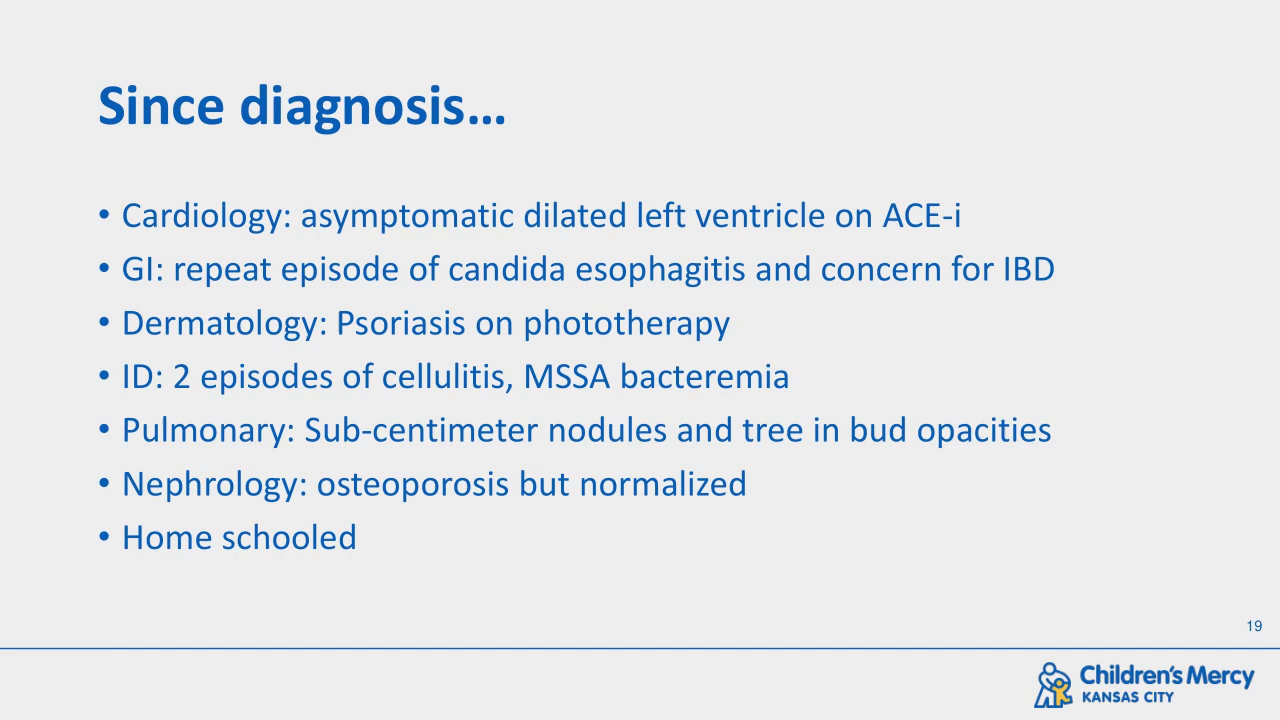 Since diagnosis…
• Cardiology: asymptomatic dilated left ventricle on ACE-i
• GI: repeat episode of candida esophagitis and concern for IBD
• Dermatology: Psoriasis on phototherapy
• ID: 2 episodes of cellulitis, MSSA bacteremia
• Pulmonary: Sub-centimeter nodules and tree in bud opacities
• Nephrology: osteoporosis but normalized
• Home schooled
19
Children's Mercy
KANSAS CITY